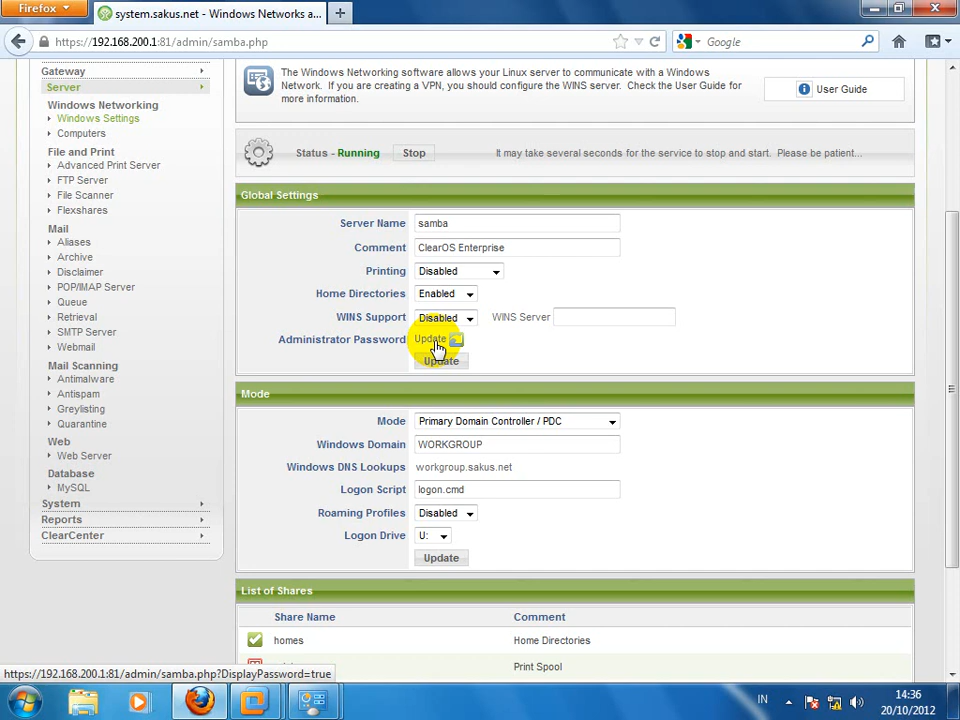 Firefox
system.sakus.net - Windows Networks a...
https://192.168.200.1:81/admin/samba.php
Google
Gateway
Server
Windows Networking
Windows Settings
Computers
File and Print
Advanced Print Server
FTP Server
File Scanner
Flexshares
Mail
Aliases
Archive
Disclaimer
POP/IMAP Server
Queue
Retrieval
SMTP Server
Webmail
Mail Scanning
Antimalware
Antispam
Greylisting
Quarantine
Web
Web Server
Database
MySQL
System
Reports
ClearCenter
The Windows Networking software allows your Linux server to communicate with a Windows
Network. If you are creating a VPN, you should configure the WINS server. Check the User Guide for
more information.
User Guide
Status - Running
Stop
It may take several seconds for the service to stop and start. Please be patient...
Global Settings
Server Name samba
Comment ClearOS Enterprise
Printing Disabled
Home Directories Enabled
WINS Support Disabled WINS Server
Administrator Password Update
Update
Mode
Mode Primary Domain Controller / PDC
Windows Domain WORKGROUP
Windows DNS Lookups workgroup.sakus.net
Logon Script logon.cmd
Roaming Profiles Disabled
Logon Drive U:
Update
List of Shares
Share Name Comment
homes Home Directories
Print Spool
https://192.168.200.1:81/admin/samba.php?DisplayPassword=true
IN
14:36
20/10/2012